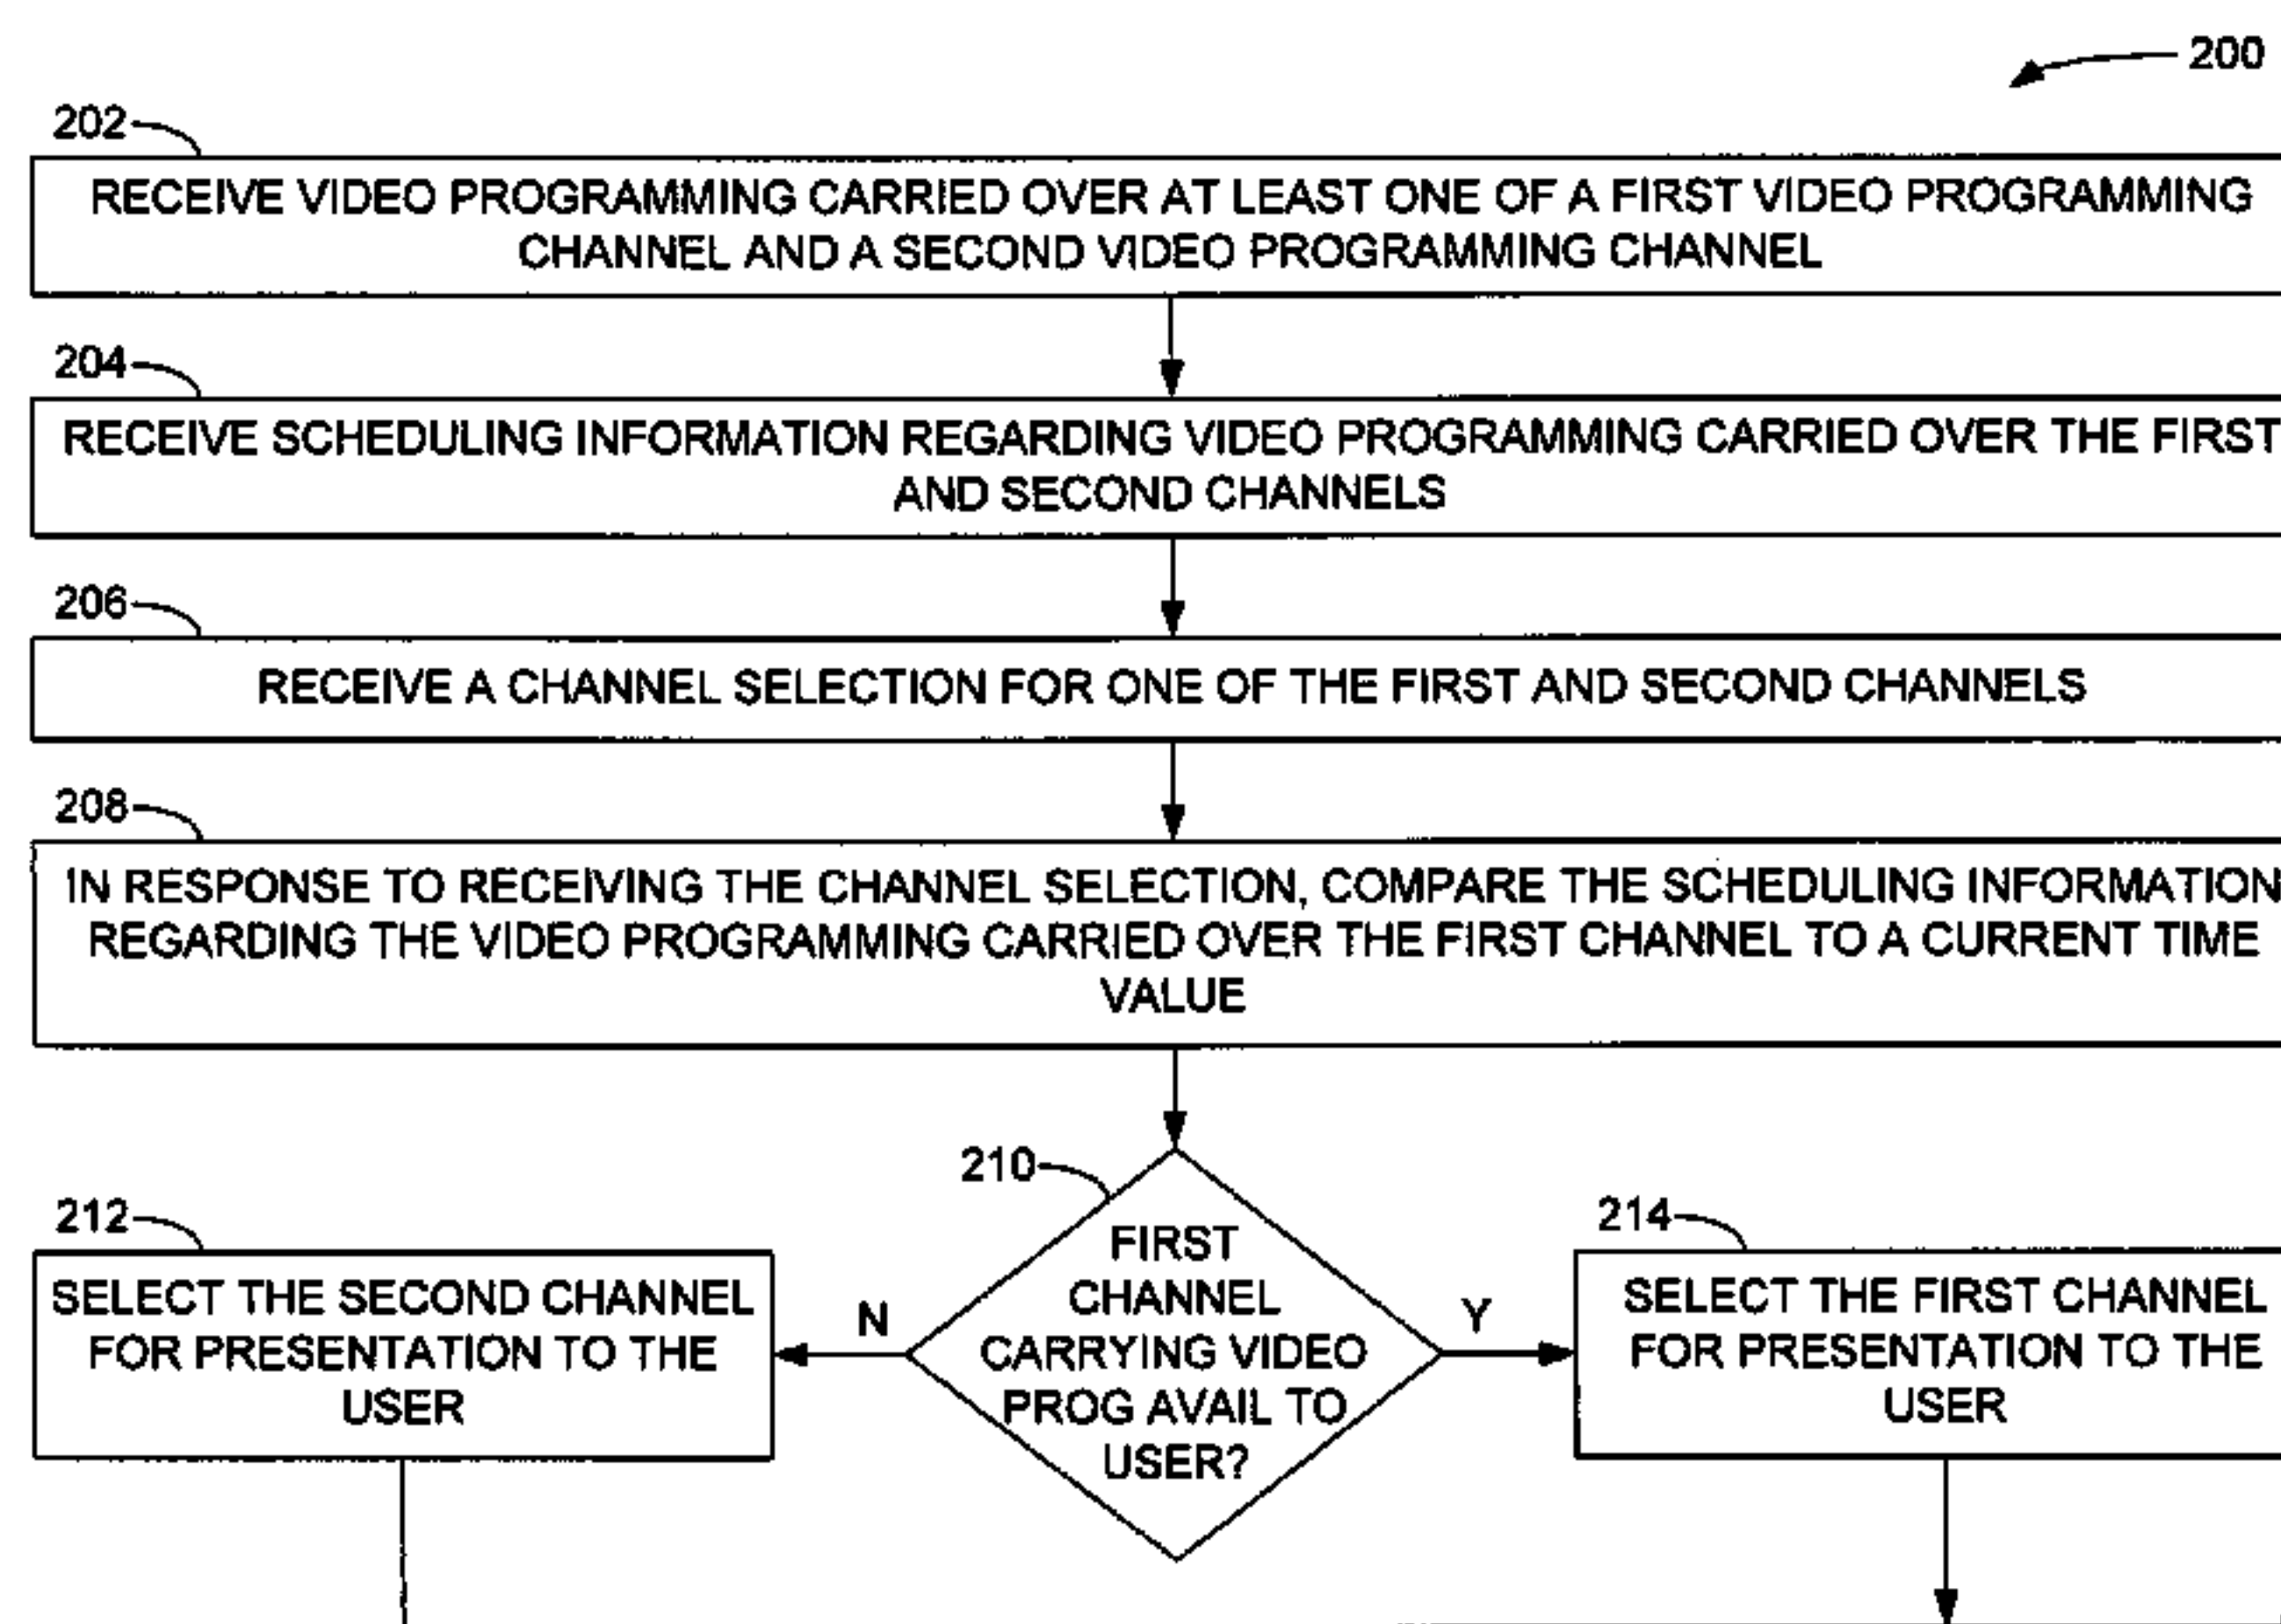 200
202
RECEIVE VIDEO PROGRAMMING CARRIED OVER AT LEAST ONE OF A FIRST VIDEO PROGRAMMING
CHANNEL AND A SECOND VIDEO PROGRAMMING CHANNEL
204
RECEIVE SCHEDULING INFORMATION REGARDING VIDEO PROGRAMMING CARRIED OVER THE FIRST
AND SECOND CHANNELS
206
RECEIVE A CHANNEL SELECTION FOR ONE OF THE FIRST AND SECOND CHANNELS
208
IN RESPONSE TO RECEIVING THE CHANNEL SELECTION, COMPARE THE SCHEDULING INFORMATION
REGARDING THE VIDEO PROGRAMMING CARRIED OVER THE FIRST CHANNEL TO A CURRENT TIME
VALUE
210
FIRST
CHANNEL
CARRYING VIDEO
PROG AVAIL TO
USER?
212
SELECT THE SECOND CHANNEL
FOR PRESENTATION TO THE
USER
N
Y
214
SELECT THE FIRST CHANNEL
FOR PRESENTATION TO THE
USER